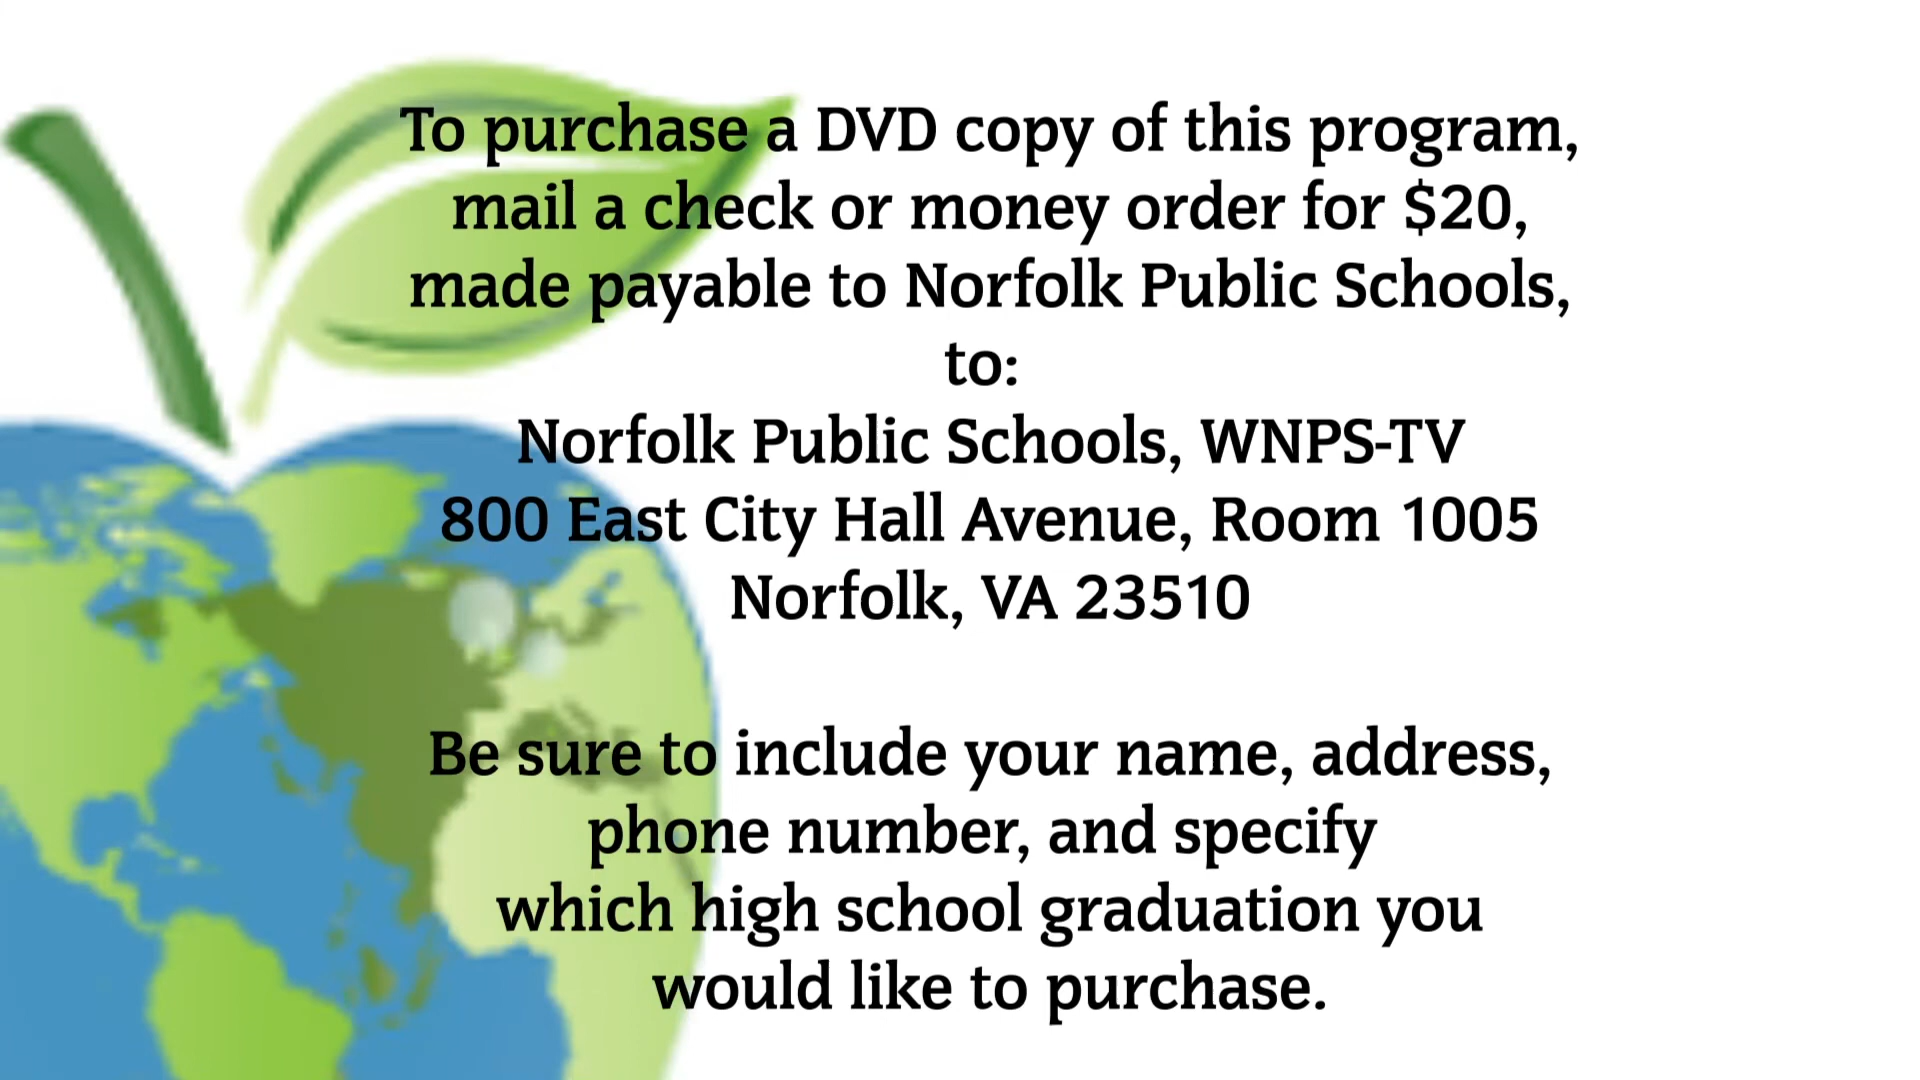 To purchase a DVD copy of this program,
mail a check or money order for $20,
made payable to Norfolk Public Schools,
to:
Norfolk Public Schools, WNPS-TV
800 East City Hall Avenue, Room 1005
Norfolk, VA 23510
Be sure to include your name, address,
phone number, and specify
which high school graduation you
would like to purchase.